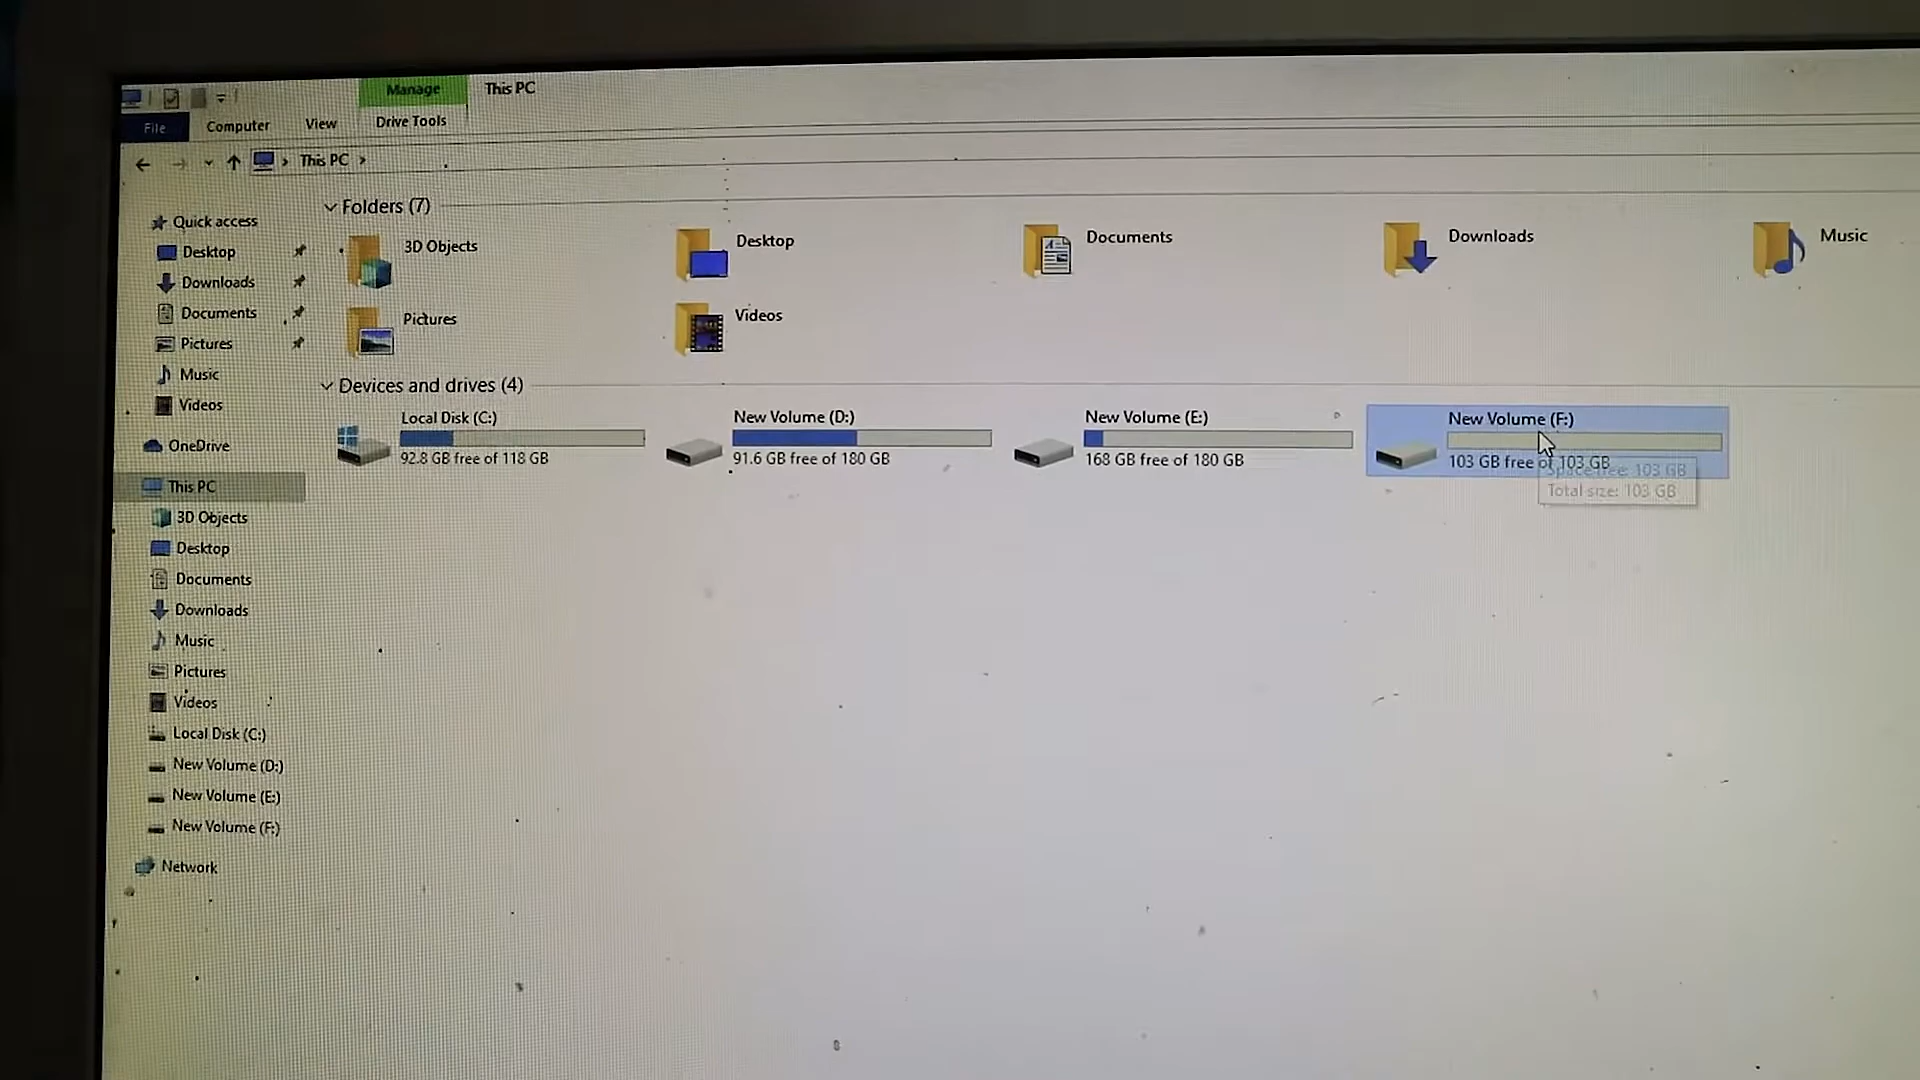 Manage
This PC
File
Computer
View
Drive Tools
This PC
Quick access
Desktop
Downloads
Documents
Pictures
Music
Videos
OneDrive
This PC
3D Objects
Desktop
Documents
Downloads
Music
Pictures
Videos
Local Disk (C:)
New Volume (D:)
New Volume (E:)
New Volume (F:)
Network
Folders (7)
3D Objects
Desktop
Documents
Downloads
Music
Pictures
Videos
Devices and drives (4)
Local Disk (C:)
92.8 GB free of 118 GB
New Volume (D:)
91.6 GB free of 180 GB
New Volume (E:)
168 GB free of 180 GB
New Volume (F:)
103 GB free of 103 GB
Space free: 103 GB
Total size: 103 GB